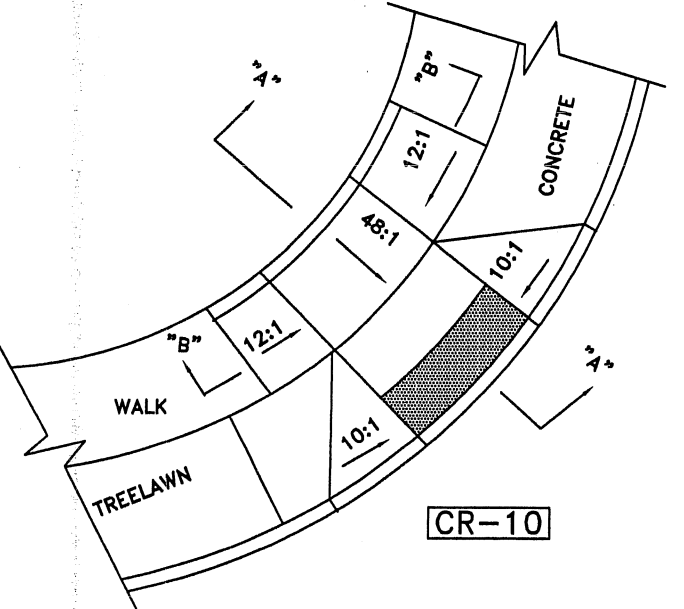 "A"
"B"
12:1
CONCRETE
48:1
10:1
"B"
12:1
"A"
WALK
10:1
TREELAWN
CR-10